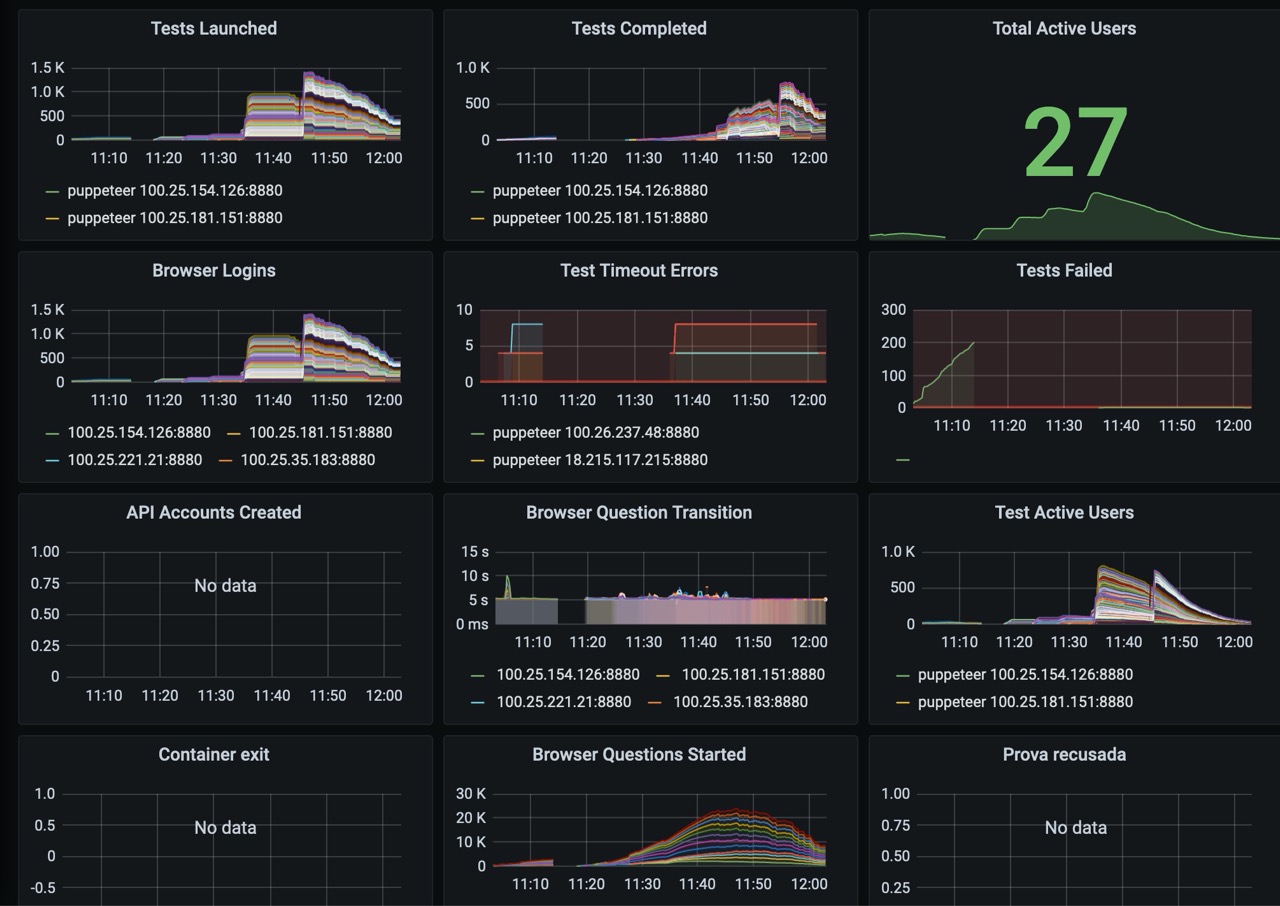 Tests Launched
1.5 K
1.0 K
500
0
11:10 11:20 11:30 11:40 11:50 12:00
puppeteer 100.25.154.126:8880
puppeteer 100.25.181.151:8880
Tests Completed
1.0 K
500
0
11:10 11:20 11:30 11:40 11:50 12:00
puppeteer 100.25.154.126:8880
puppeteer 100.25.181.151:8880
Total Active Users
27
Browser Logins
1.5 K
1.0 K
500
0
11:10 11:20 11:30 11:40 11:50 12:00
100.25.154.126:8880 100.25.181.151:8880
100.25.221.21:8880 100.25.35.183:8880
Test Timeout Errors
10
5
0
11:10 11:20 11:30 11:40 11:50 12:00
puppeteer 100.26.237.48:8880
puppeteer 18.215.117.215:8880
Tests Failed
300
200
100
0
11:10 11:20 11:30 11:40 11:50 12:00
API Accounts Created
1.00
0.75
0.50
0.25
0
No data
11:10 11:20 11:30 11:40 11:50 12:00
Browser Question Transition
15 s
10 s
5 s
0 ms
11:10 11:20 11:30 11:40 11:50 12:00
100.25.154.126:8880 100.25.181.151:8880
100.25.221.21:8880 100.25.35.183:8880
Test Active Users
1.0 K
500
0
11:10 11:20 11:30 11:40 11:50 12:00
puppeteer 100.25.154.126:8880
puppeteer 100.25.181.151:8880
Container exit
1.0
0.5
0
-0.5
No data
Browser Questions Started
30 K
20 K
10 K
0
11:10 11:20 11:30 11:40 11:50 12:00
Prova recusada
1.00
0.75
0.50
0.25
No data